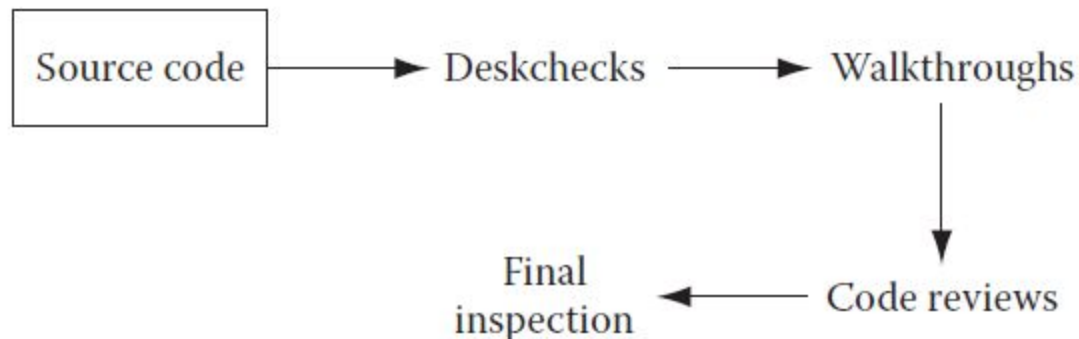 Source code
Deskchecks
Walkthroughs
Code reviews
Final
inspection